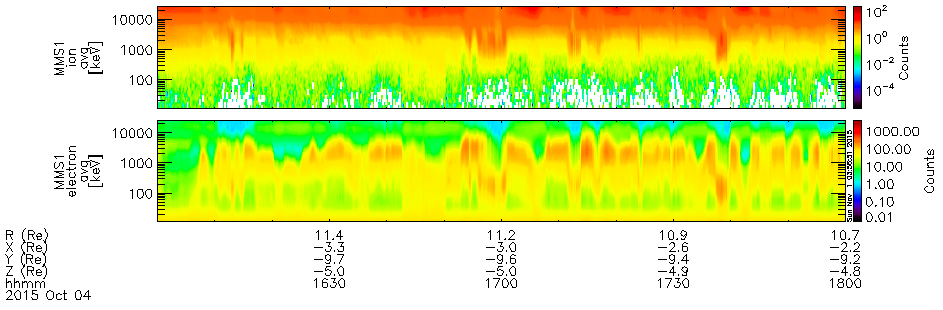 MMS1
ion
avg
[keV]
10000
1000
100
10²
10⁰
10⁻²
10⁻⁴
Counts
MMS1
electron
avg
[keV]
10000
1000
100
1000.00
100.00
10.00
1.00
0.10
0.01
Counts
R (Re) 11.4 11.2 10.9 10.7
X (Re) −3.3 −3.0 −2.6 −2.2
Y (Re) −9.7 −9.6 −9.4 −9.2
Z (Re) −5.0 −5.0 −4.9 −4.8
hhmm 1630 1700 1730 1800
2015 Oct 04